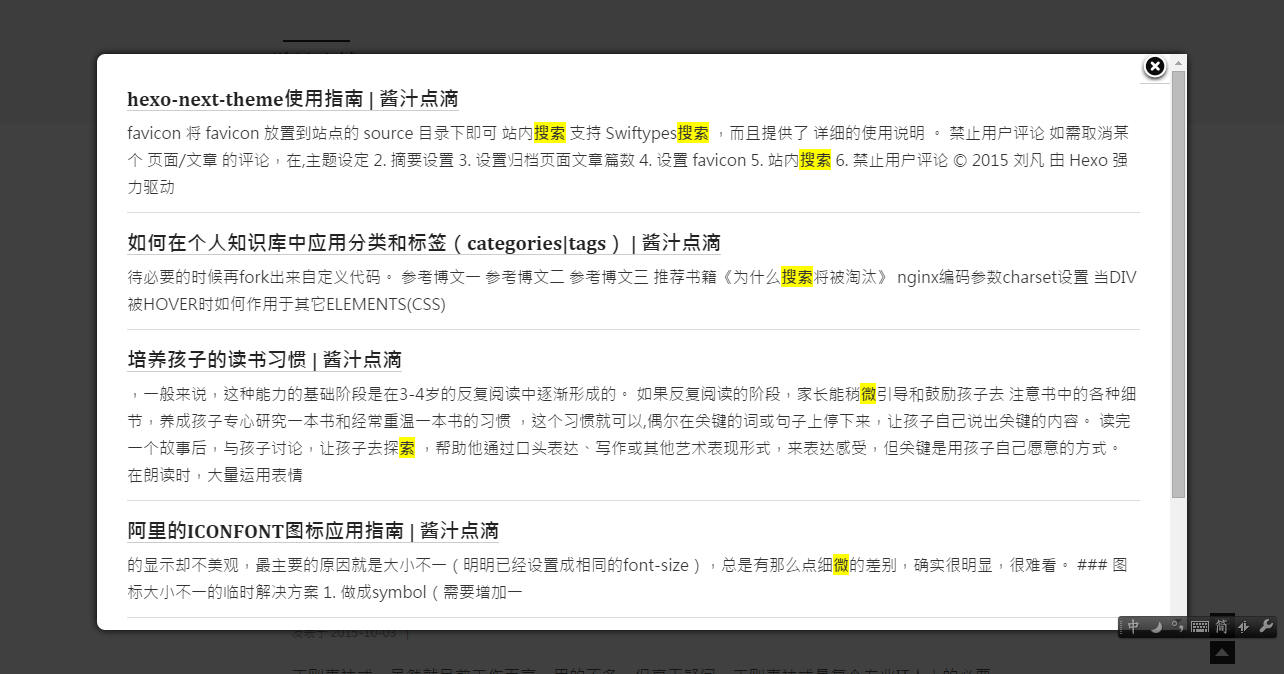 hexo-next-theme使用指南 | 酱汁点滴
favicon 将 favicon 放置到站点的 source 目录下即可 站内搜索 支持 Swiftypes搜索 ，而且提供了 详细的使用说明 。 禁止用户评论 如需取消某
个 页面/文章 的评论，在,主题设定 2. 摘要设置 3. 设置归档页面文章篇数 4. 设置 favicon 5. 站内搜索 6. 禁止用户评论 © 2015 刘凡 由 Hexo 强
力驱动
如何在个人知识库中应用分类和标签（categories|tags） | 酱汁点滴
待必要的时候再fork出来自定义代码。 参考博文一 参考博文二 参考博文三 推荐书籍《为什么搜索将被淘汰》 nginx编码参数charset设置 当DIV
被HOVER时如何作用于其它ELEMENTS(CSS)
培养孩子的读书习惯 | 酱汁点滴
，一般来说，这种能力的基础阶段是在3-4岁的反复阅读中逐渐形成的。 如果反复阅读的阶段，家长能稍微引导和鼓励孩子去 注意书中的各种细
节，养成孩子专心研究一本书和经常重温一本书的习惯 ，这个习惯就可以,偶尔在关键的词或句子上停下来，让孩子自己说出关键的内容。 读完
一个故事后，与孩子讨论，让孩子去探索 ，帮助他通过口头表达、写作或其他艺术表现形式，来表达感受，但关键是用孩子自己愿意的方式。
在朗读时，大量运用表情
阿里的ICONFONT图标应用指南 | 酱汁点滴
的显示却不美观，最主要的原因就是大小不一（明明已经设置成相同的font-size），总是有那么点细微的差别，确实很明显，很难看。 ### 图
标大小不一的临时解决方案 1. 做成symbol（需要增加一
中 简
发表于 2015-10-03 |